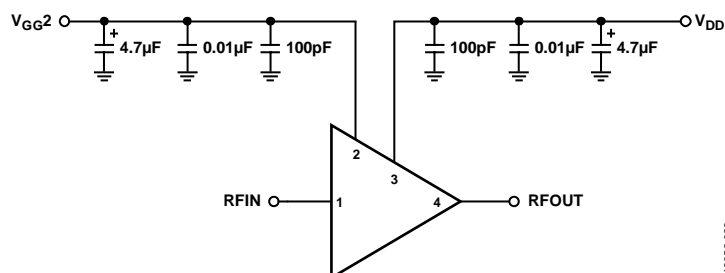 VGG2
VDD
+
4.7µF
0.01µF
100pF
100pF
0.01µF
+
4.7µF
2
3
RFIN
1
4
RFOUT